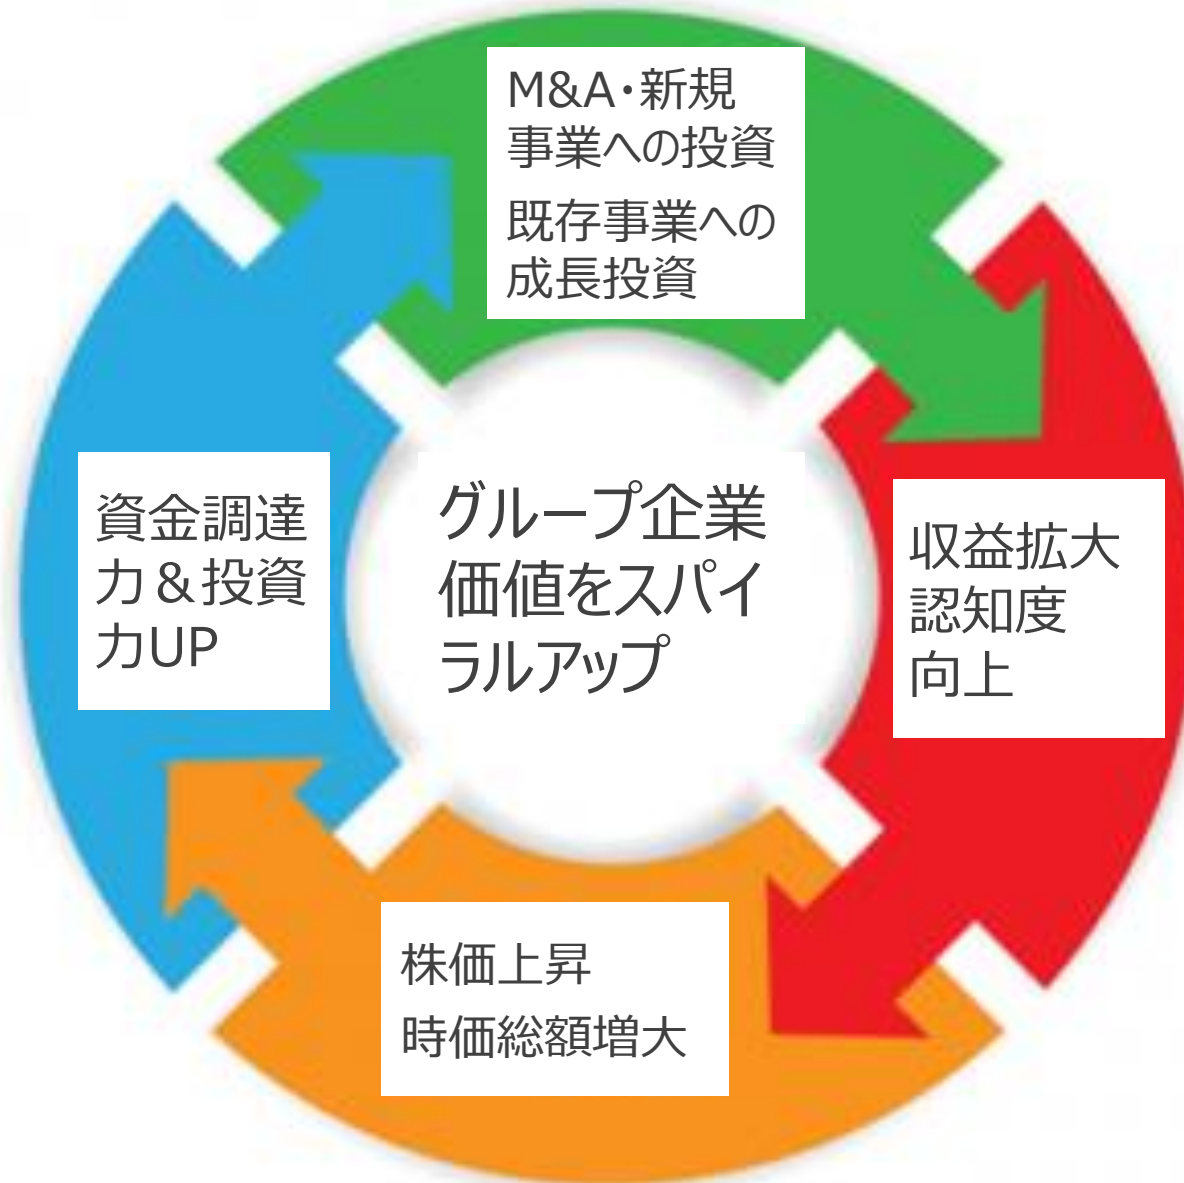 M&A・新規
事業への投資
既存事業への
成長投資
資金調達
力＆投資
力UP
グループ企業
価値をスパイ
ラルアップ
収益拡大
認知度
向上
株価上昇
時価総額増大